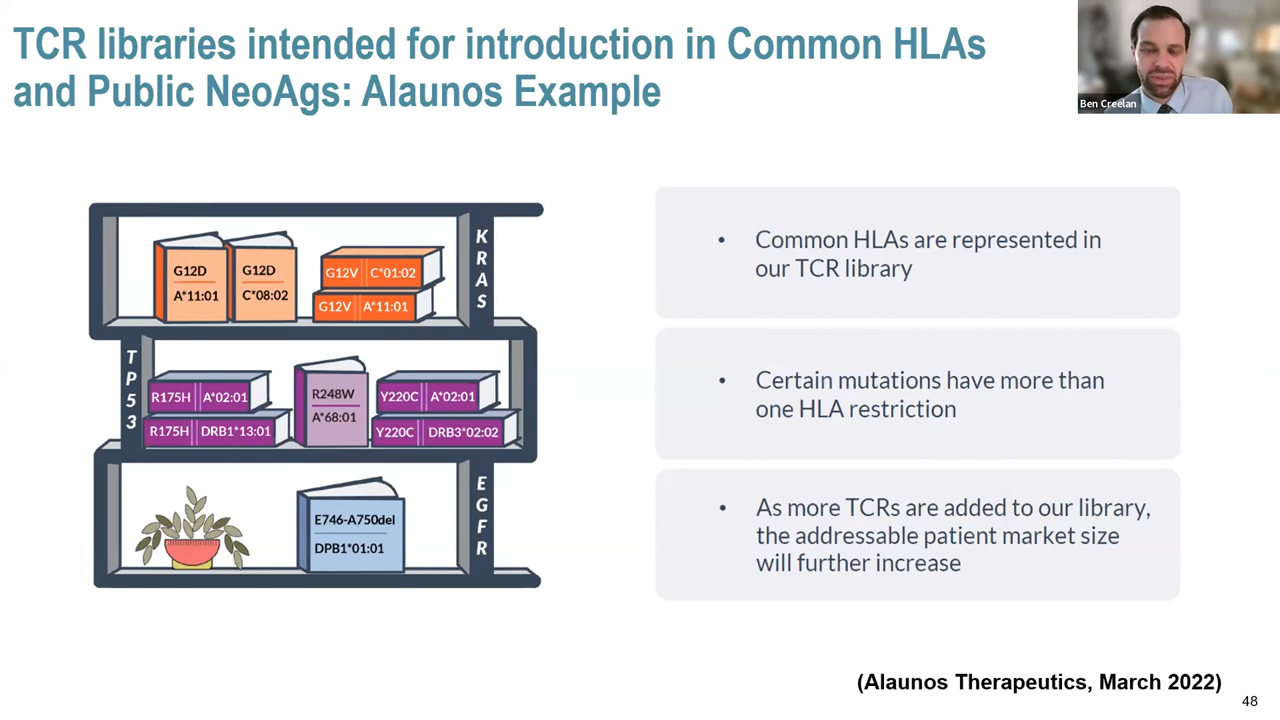 TCR libraries intended for introduction in Common HLAs
and Public NeoAgs: Alaunos Example
Ben Creelan
KRAS
G12D
A*11:01
G12D
C*08:02
G12V C*01:02
G12V A*11:01
TP53
R175H A*02:01
R175H DRB1*13:01
R248W
A*68:01
Y220C A*02:01
Y220C DRB3*02:02
EGFR
E746-A750del
DPB1*01:01
• Common HLAs are represented in
our TCR library
• Certain mutations have more than
one HLA restriction
• As more TCRs are added to our library,
the addressable patient market size
will further increase
(Alaunos Therapeutics, March 2022)
48